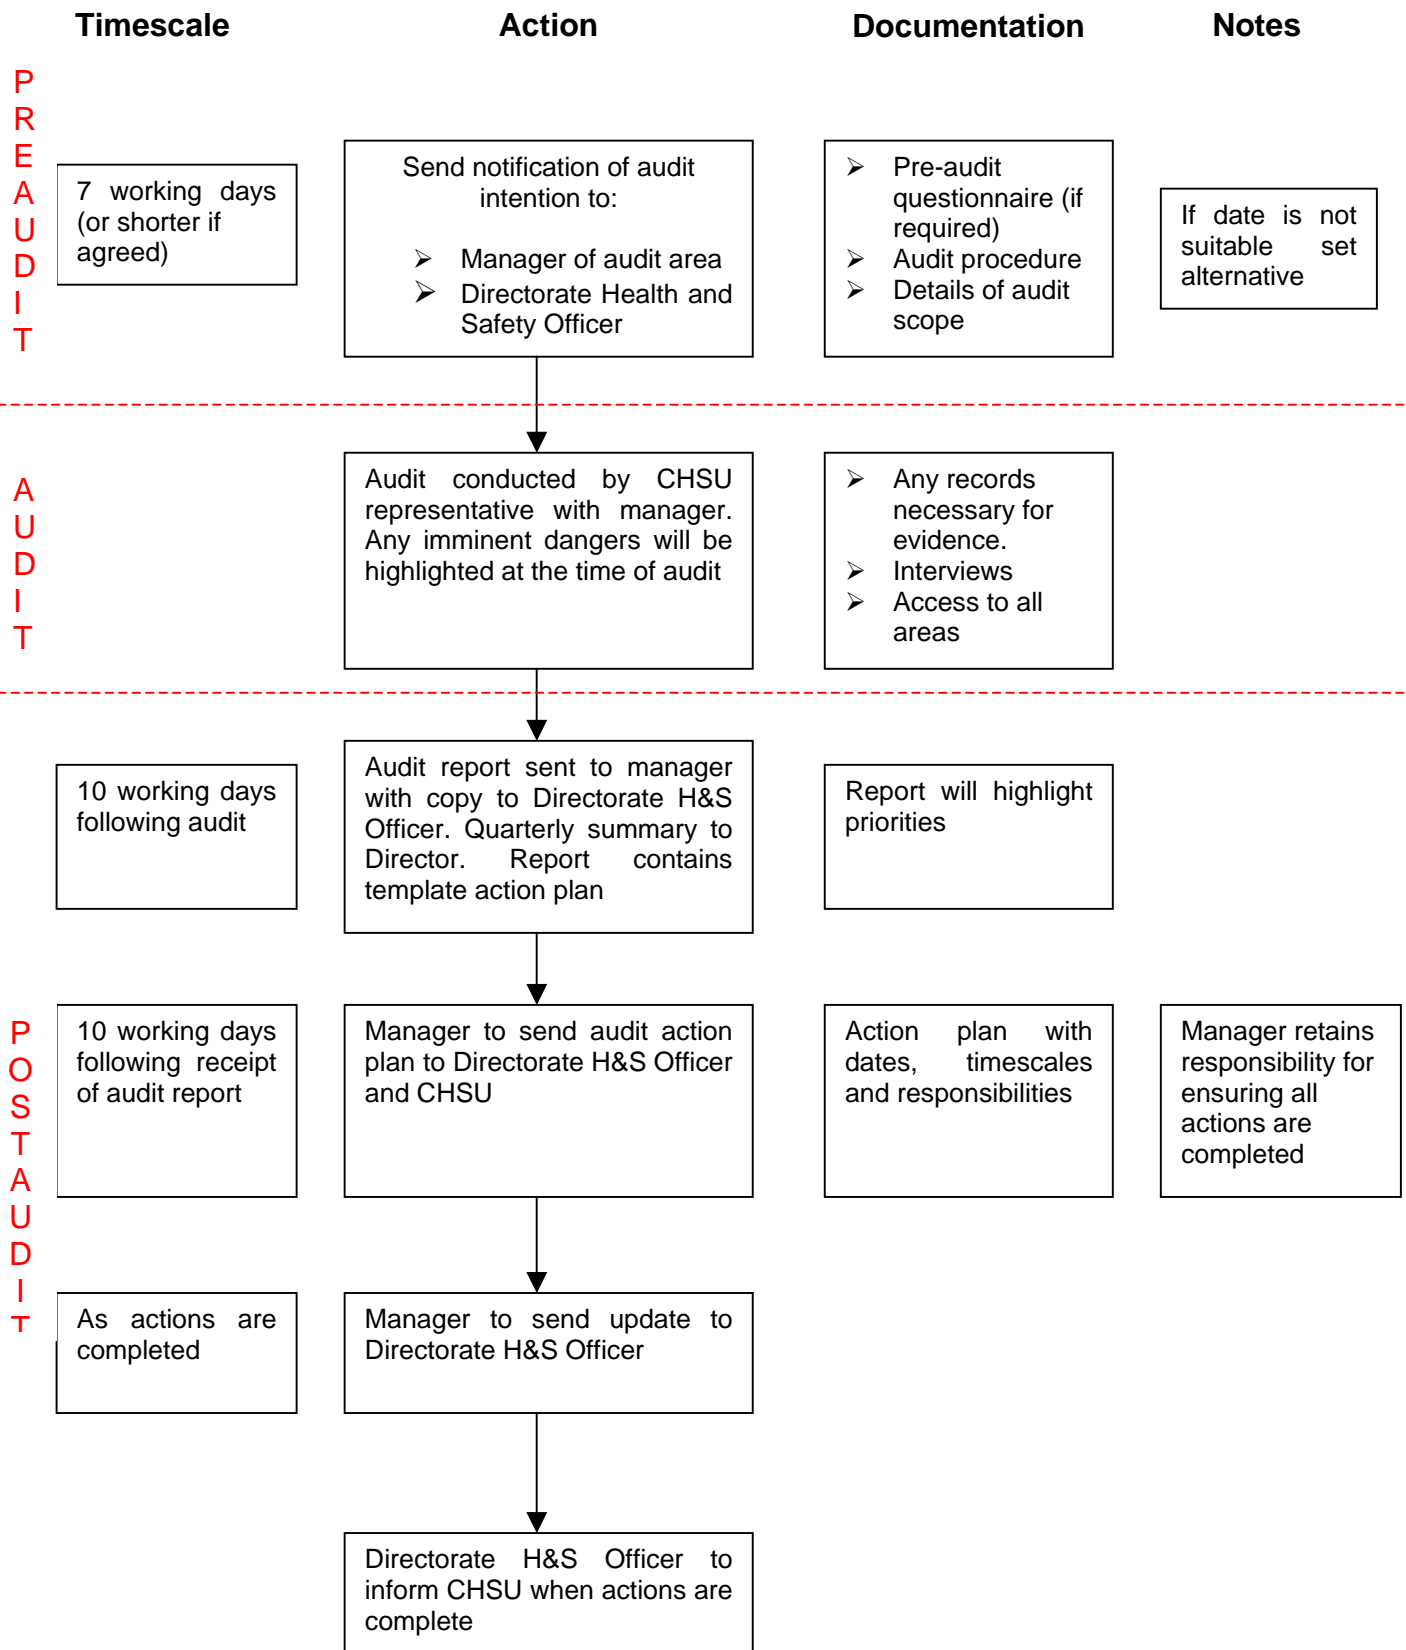 Timescale Action Documentation Notes
P
R
E
A
U
D
I
T
7 working days
(or shorter if
agreed)
Send notification of audit
intention to:
➢ Manager of audit area
➢ Directorate Health and
Safety Officer
➢ Pre-audit
questionnaire (if
required)
➢ Audit procedure
➢ Details of audit
scope
If date is not
suitable set
alternative
A
U
D
I
T
Audit conducted by CHSU
representative with manager.
Any imminent dangers will be
highlighted at the time of audit
➢ Any records
necessary for
evidence.
➢ Interviews
➢ Access to all
areas
10 working days
following audit
Audit report sent to manager
with copy to Directorate H&S
Officer. Quarterly summary to
Director. Report contains
template action plan
Report will highlight
priorities
P
O
S
T
A
U
D
I
T
10 working days
following receipt
of audit report
Manager to send audit action
plan to Directorate H&S Officer
and CHSU
Action plan with
dates, timescales
and responsibilities
Manager retains
responsibility for
ensuring all
actions are
completed
As actions are
completed
Manager to send update to
Directorate H&S Officer
Directorate H&S Officer to
inform CHSU when actions are
complete